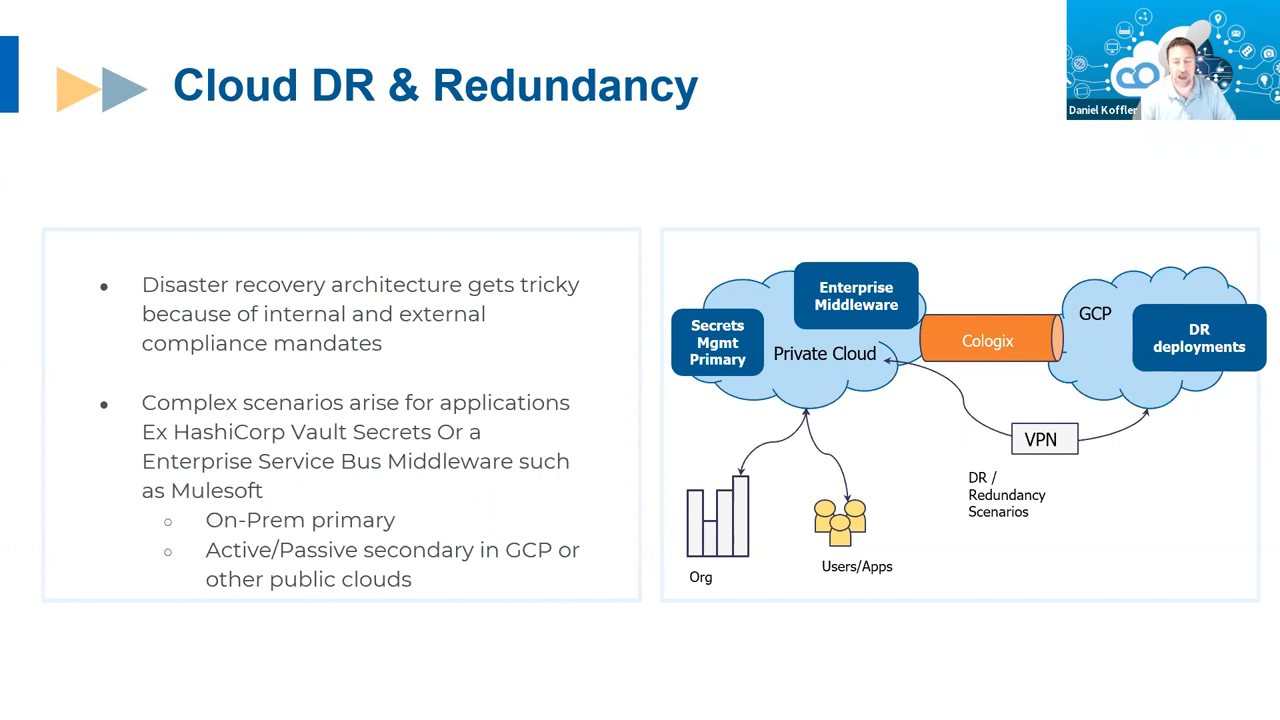 Cloud DR & Redundancy
Daniel Koffler
Disaster recovery architecture gets tricky
because of internal and external
compliance mandates
Complex scenarios arise for applications
Ex HashiCorp Vault Secrets Or a
Enterprise Service Bus Middleware such
as Mulesoft
On-Prem primary
Active/Passive secondary in GCP or
other public clouds
Enterprise
Middleware
Secrets
Mgmt
Primary
Private Cloud
Cologix
GCP
DR
deployments
VPN
DR /
Redundancy
Scenarios
Org
Users/Apps